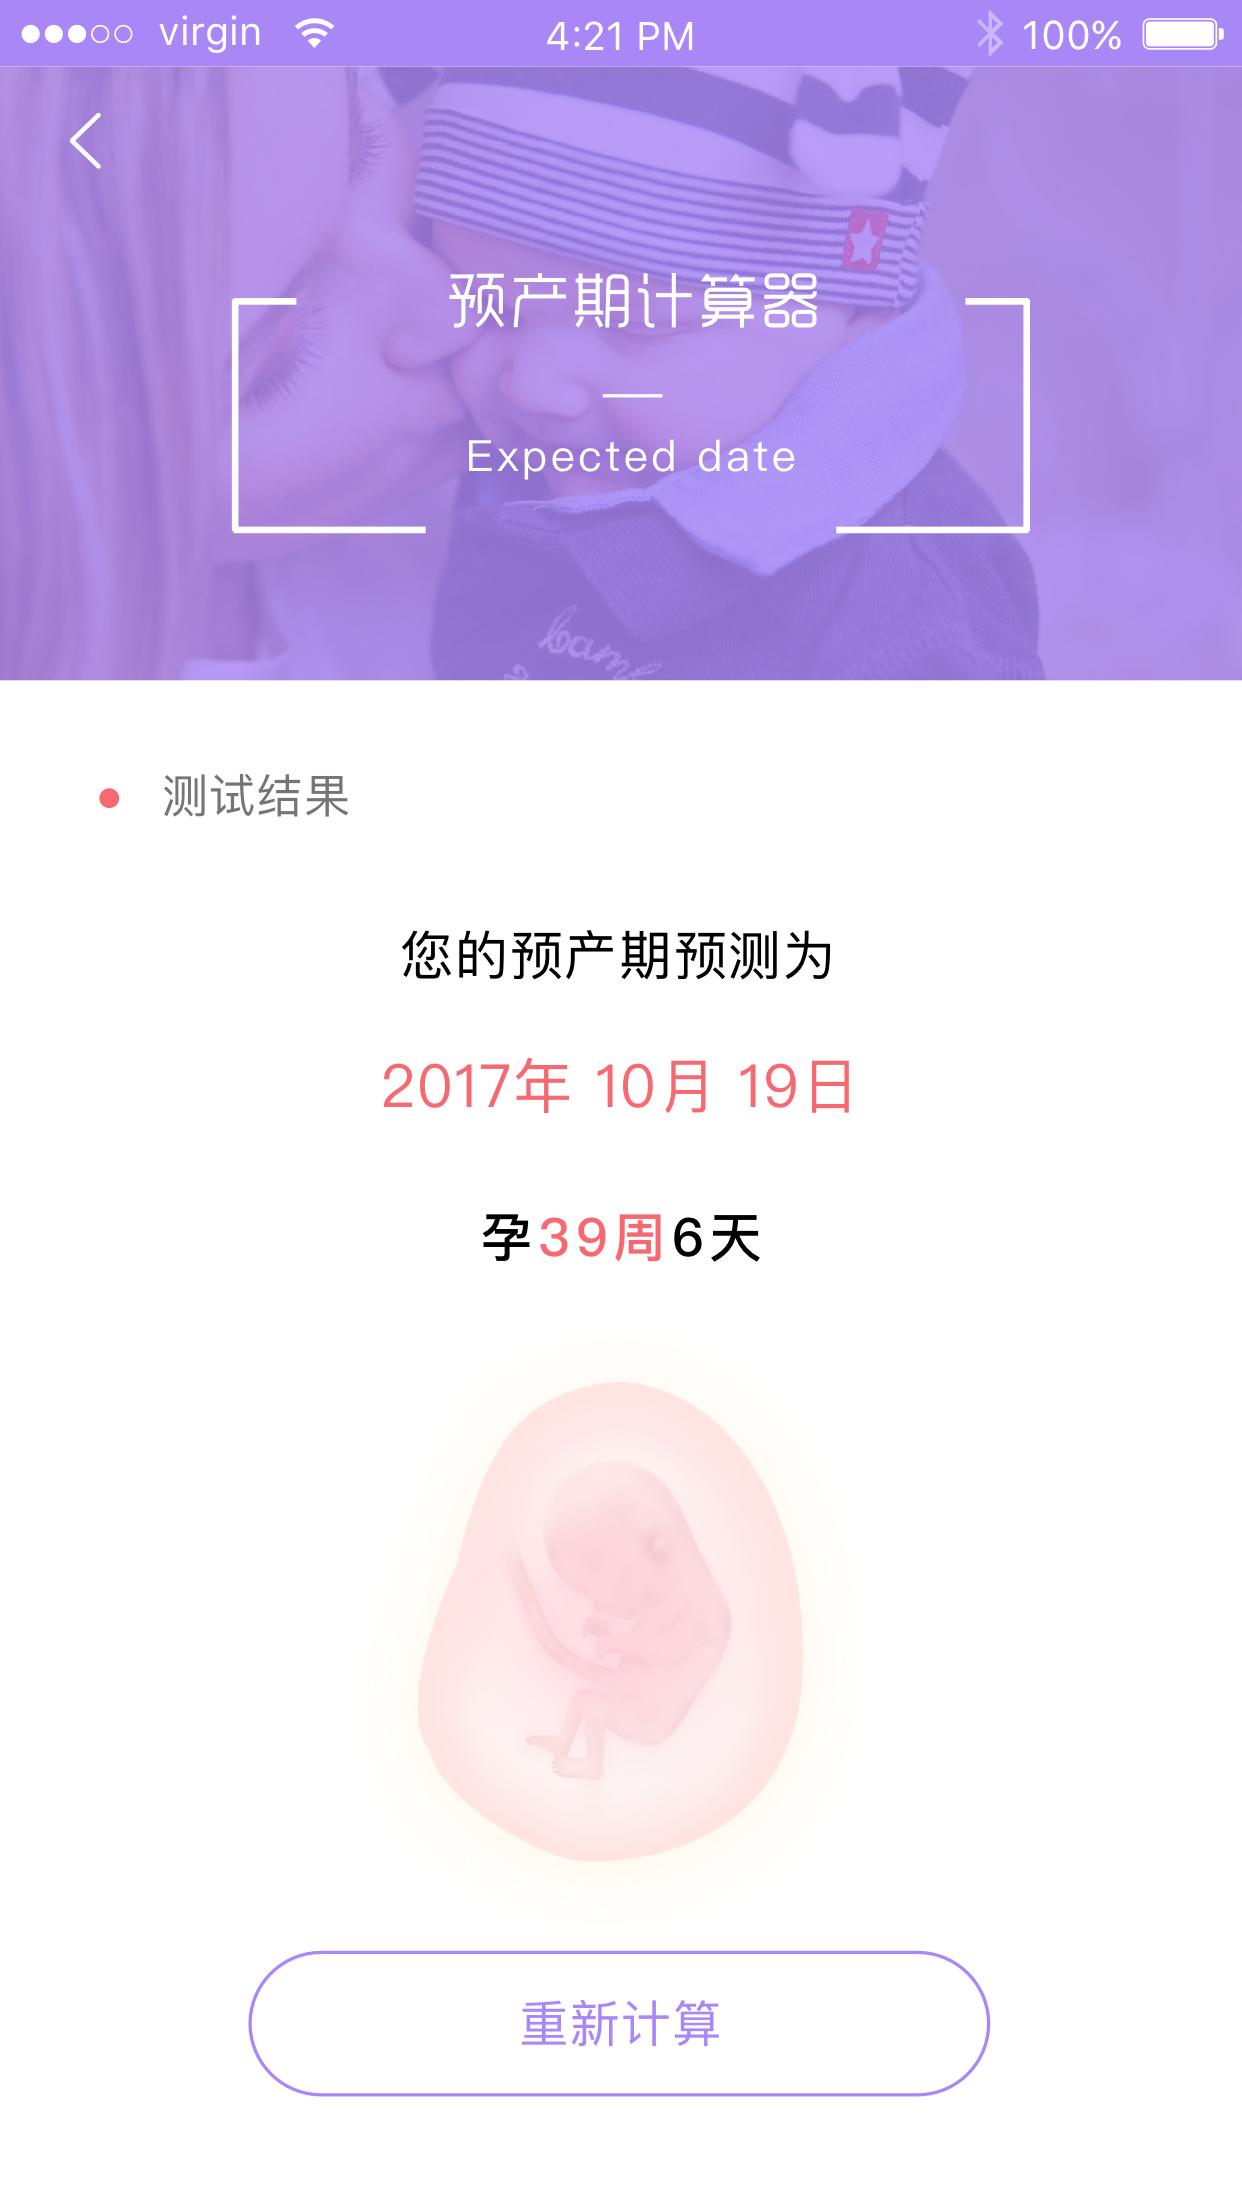 virgin 4:21 PM 100%
预产期计算器
Expected date
测试结果
您的预产期预测为
2017年 10月 19日
孕39周6天
重新计算